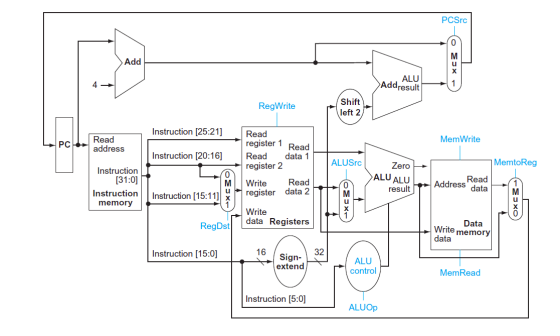 PCSrc
0
M
u
x
1
Add
4
Add ALU
result
Shift
left 2
RegWrite
PC
Read
address
Instruction
[31:0]
Instruction
memory
Instruction [25:21]
Instruction [20:16]
Instruction [15:11]
0
M
u
x
1
RegDst
Read
register 1
Read
register 2
Write
register
Write
data
Read
data 1
Read
data 2
Registers
ALUSrc
0
M
u
x
1
Zero
ALU ALU
result
MemWrite
Address
Read
data
Write
data
Data
memory
MemRead
MemtoReg
1
M
u
x
0
Instruction [15:0]
16
Sign-
extend
32
ALU
control
Instruction [5:0]
ALUOp